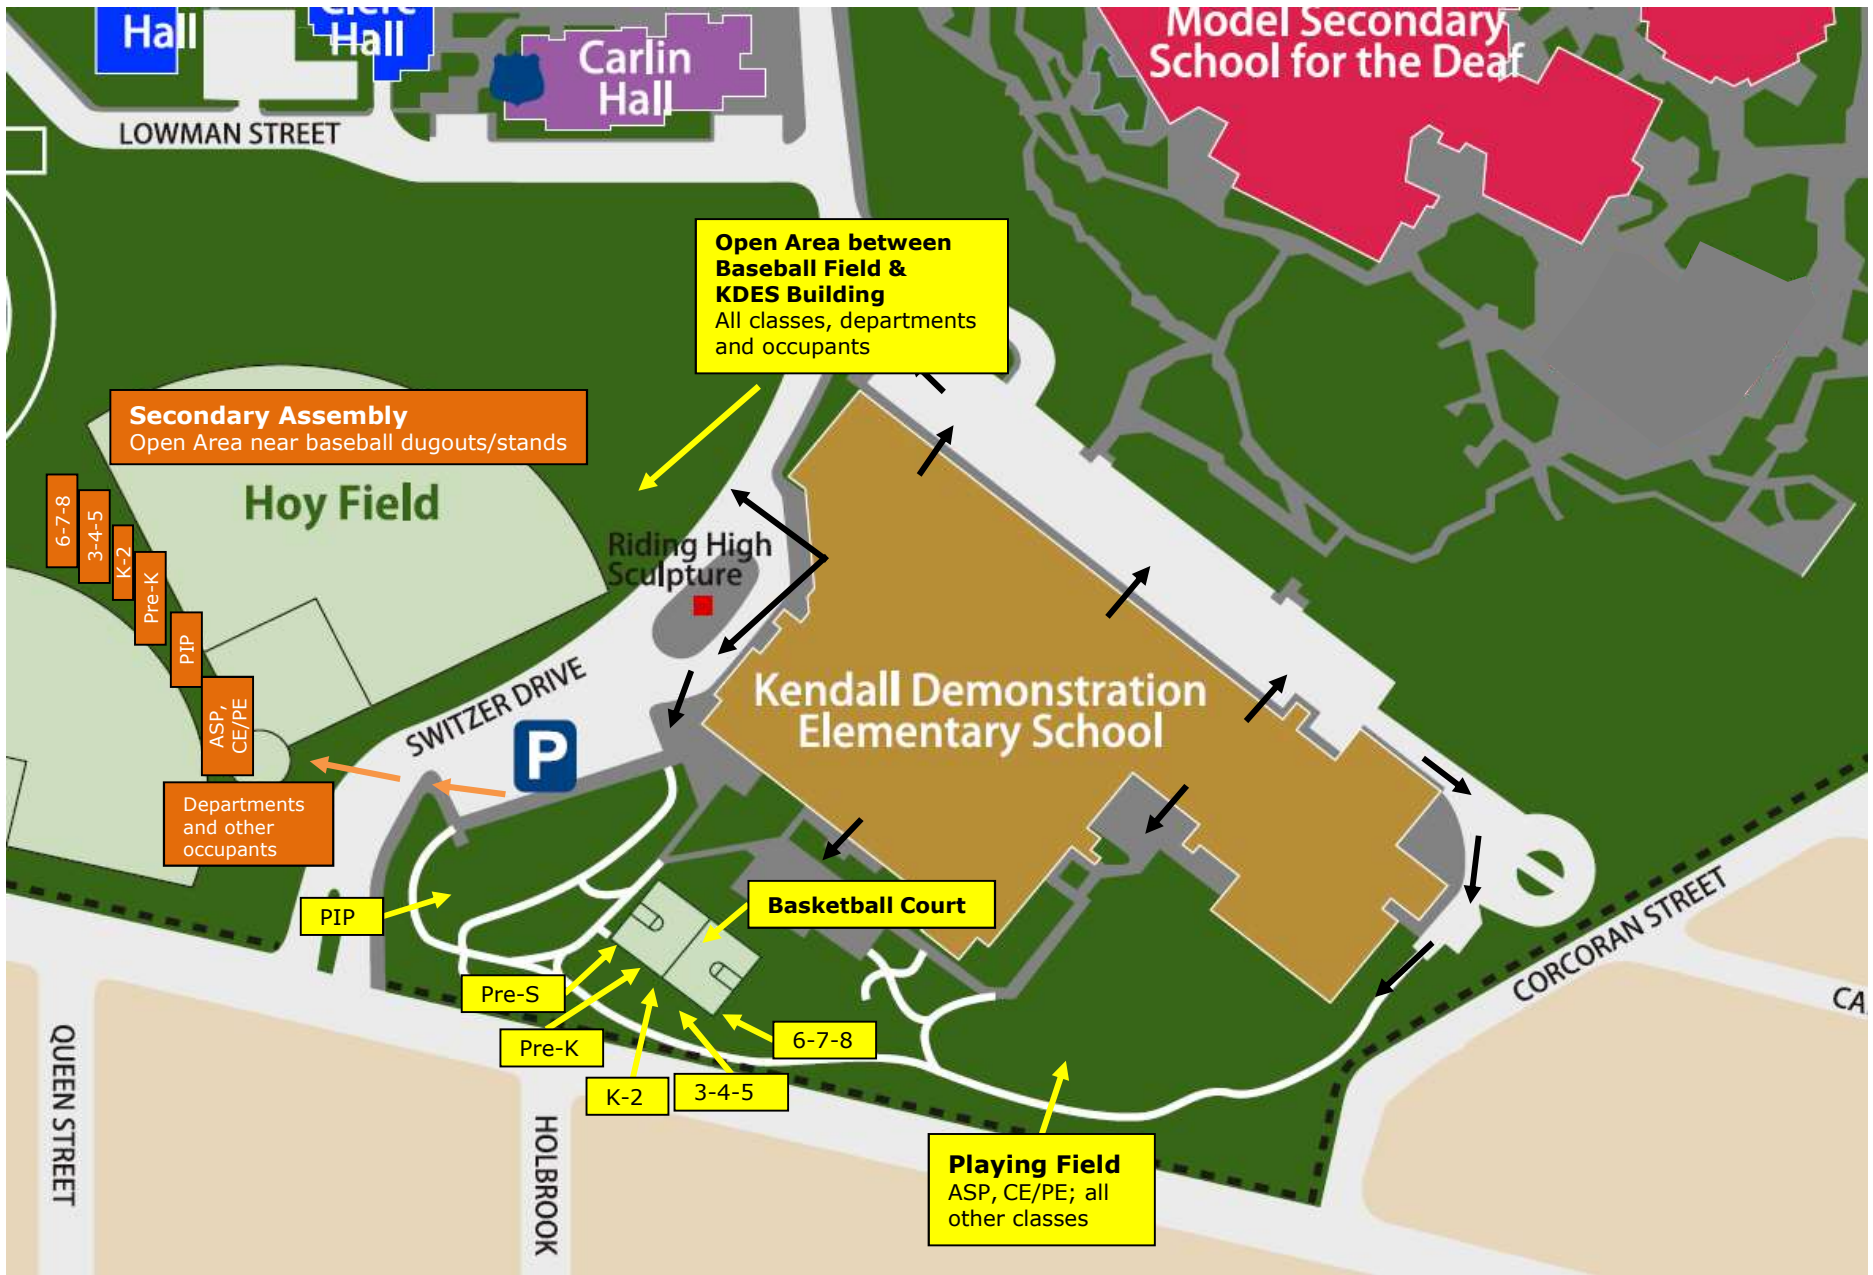 Hall
Clerc
Hall
Carlin
Hall
Model Secondary
School for the Deaf
LOWMAN STREET
Open Area between
Baseball Field &
KDES Building
All classes, departments
and occupants
Secondary Assembly
Open Area near baseball dugouts/stands
Hoy Field
6-7-8
3-4-5
K-2
Pre-K
PIP
ASP,
CE/PE
Departments
and other
occupants
Riding High
Sculpture
SWITZER DRIVE
P
Kendall Demonstration
Elementary School
PIP
Basketball Court
Pre-S
Pre-K
K-2
3-4-5
6-7-8
Playing Field
ASP, CE/PE; all
other classes
QUEEN STREET
HOLBROOK
CORCORAN STREET
CA